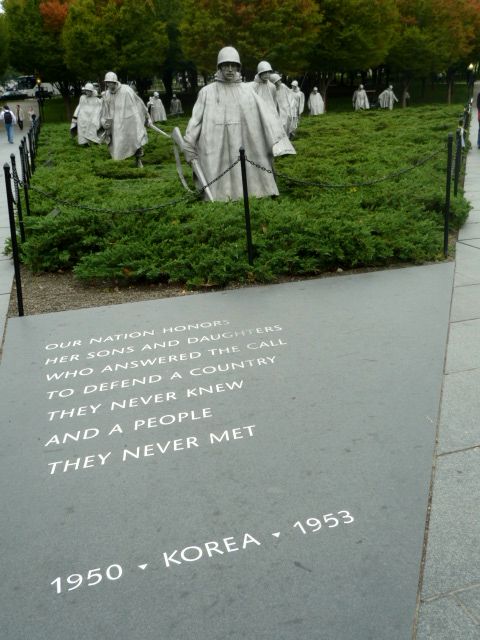 OUR NATION HONORS
HER SONS AND DAUGHTERS
WHO ANSWERED THE CALL
TO DEFEND A COUNTRY
THEY NEVER KNEW
AND A PEOPLE
THEY NEVER MET
1950 ▾ KOREA ▾ 1953